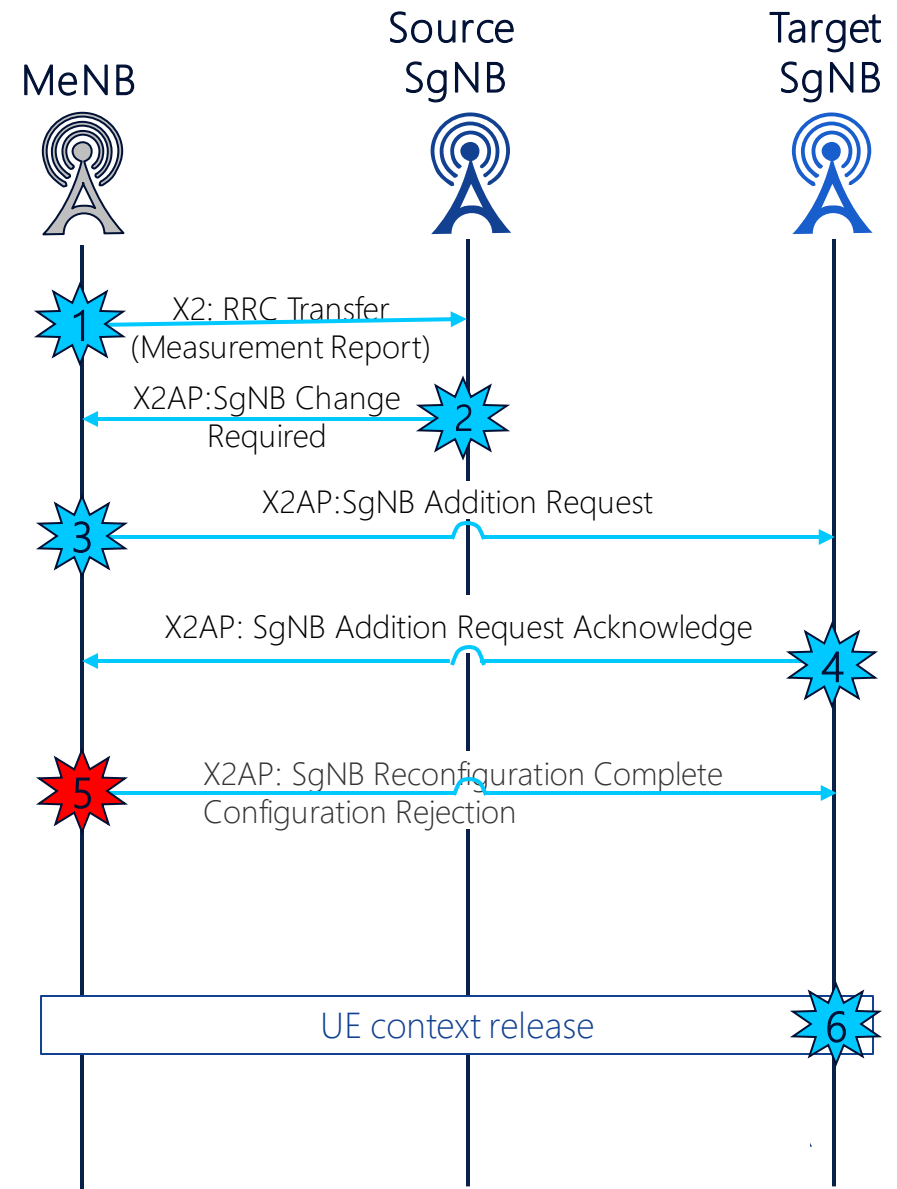 MeNB
Source
SgNB
Target
SgNB
1
X2: RRC Transfer
(Measurement Report)
X2AP:SgNB Change
Required
2
3
X2AP:SgNB Addition Request
X2AP: SgNB Addition Request Acknowledge
4
5
X2AP: SgNB Reconfiguration Complete
Configuration Rejection
UE context release
6